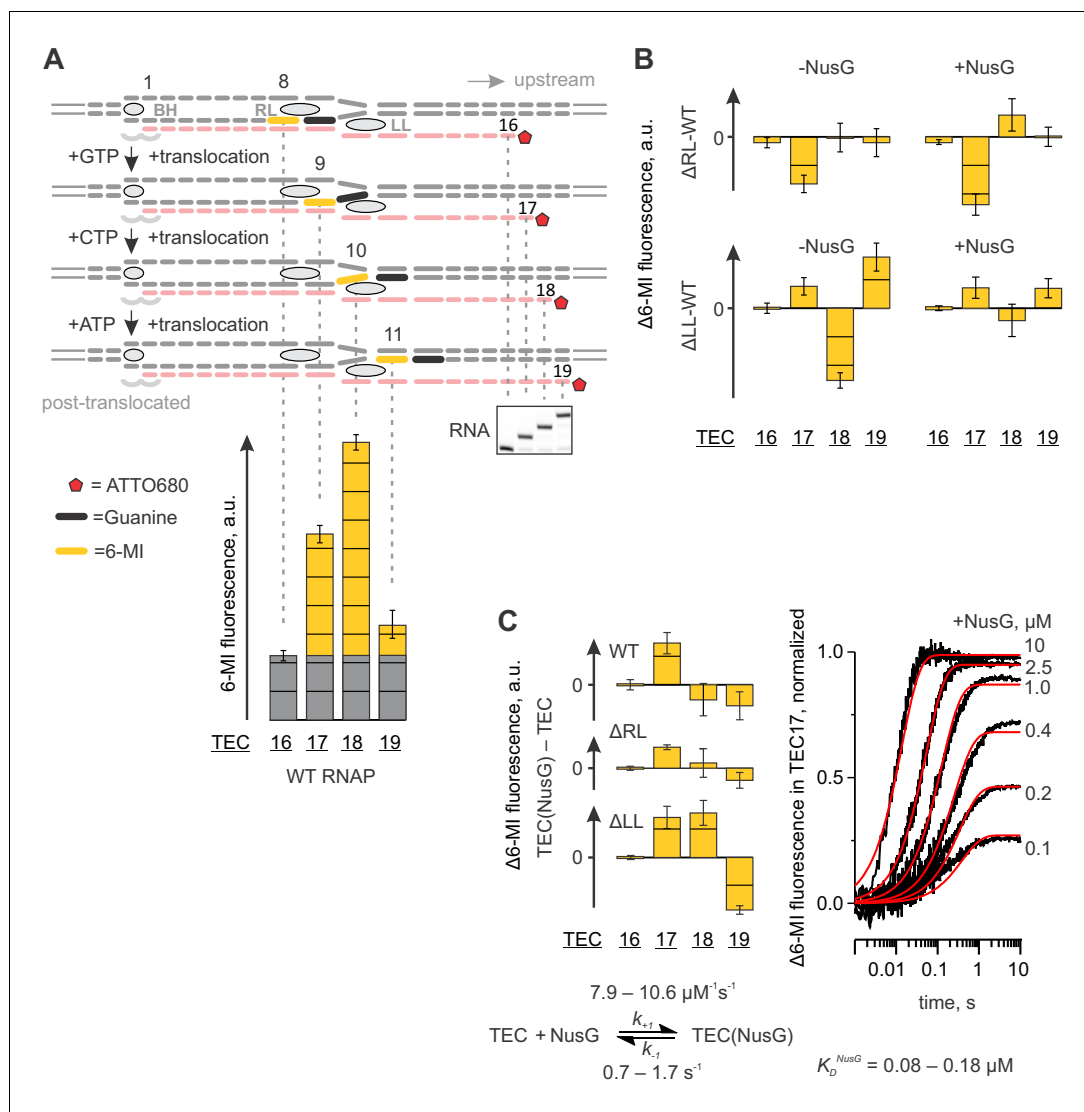 A
1
8
upstream
BH
RL
LL
16
+GTP
+translocation
9
17
+CTP
+translocation
10
18
+ATP
+translocation
11
19
post-translocated
RNA
= ATTO680
=Guanine
=6-MI
6-MI fluorescence, a.u.
TEC 16 17 18 19
WT RNAP
B
-NusG
+NusG
Δ6-MI fluorescence, a.u.
ΔRL-WT
0
-NusG
+NusG
ΔLL-WT
0
TEC 16 17 18 19 16 17 18 19
C
Δ6-MI fluorescence, a.u.
TEC(NusG) – TEC
WT
0
ΔRL
0
ΔLL
0
TEC 16 17 18 19
Δ6-MI fluorescence in TEC17, normalized
1.0
0.5
0.0
+NusG, μM
10
2.5
1.0
0.4
0.2
0.1
0.01 0.1 1 10
time, s
7.9 – 10.6 μM⁻¹s⁻¹
k+1
TEC + NusG TEC(NusG)
k-1
0.7 – 1.7 s⁻¹
K_D^NusG = 0.08 – 0.18 μM